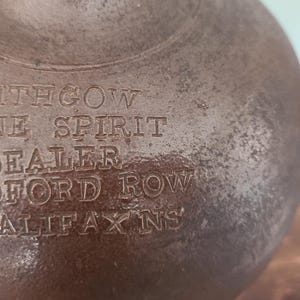 ITHGOW
NE SPIRIT
DEALER
FORD ROW
ALIFAX NS